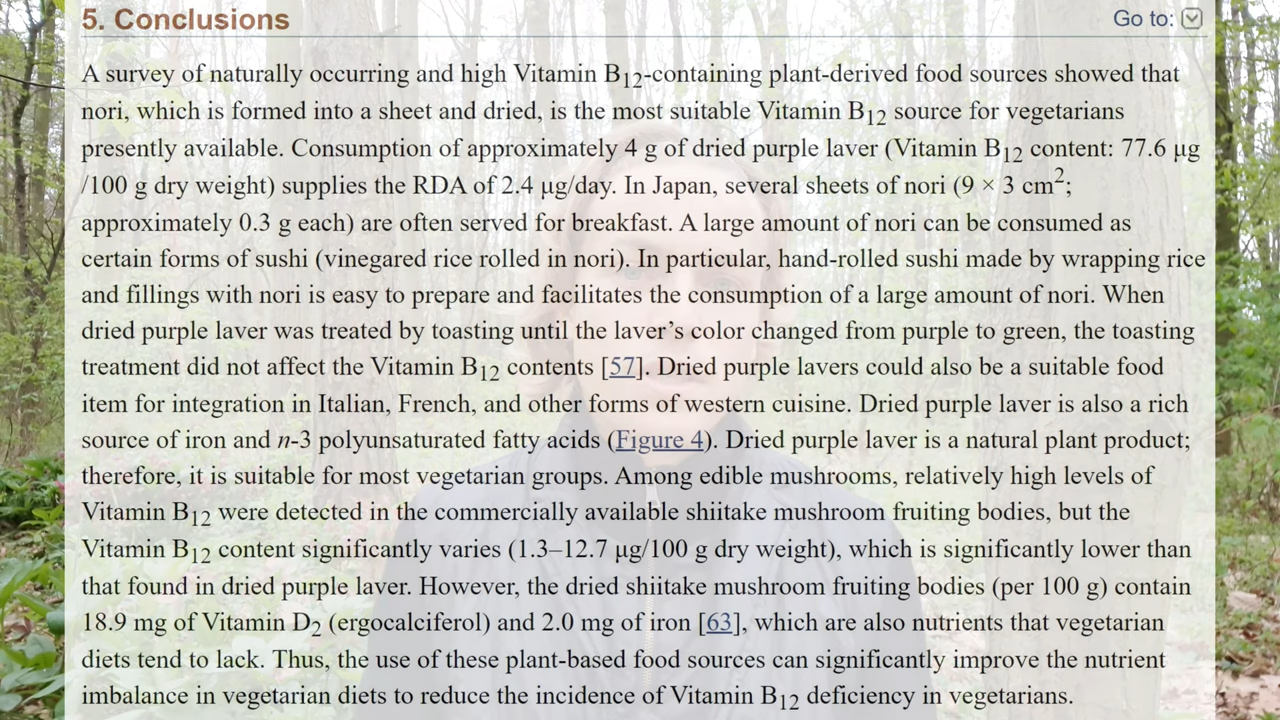 5. Conclusions
Go to:
A survey of naturally occurring and high Vitamin B12-containing plant-derived food sources showed that
nori, which is formed into a sheet and dried, is the most suitable Vitamin B12 source for vegetarians
presently available. Consumption of approximately 4 g of dried purple laver (Vitamin B12 content: 77.6 μg
/100 g dry weight) supplies the RDA of 2.4 μg/day. In Japan, several sheets of nori (9 × 3 cm2;
approximately 0.3 g each) are often served for breakfast. A large amount of nori can be consumed as
certain forms of sushi (vinegared rice rolled in nori). In particular, hand-rolled sushi made by wrapping rice
and fillings with nori is easy to prepare and facilitates the consumption of a large amount of nori. When
dried purple laver was treated by toasting until the laver’s color changed from purple to green, the toasting
treatment did not affect the Vitamin B12 contents [57]. Dried purple lavers could also be a suitable food
item for integration in Italian, French, and other forms of western cuisine. Dried purple laver is also a rich
source of iron and n-3 polyunsaturated fatty acids (Figure 4). Dried purple laver is a natural plant product;
therefore, it is suitable for most vegetarian groups. Among edible mushrooms, relatively high levels of
Vitamin B12 were detected in the commercially available shiitake mushroom fruiting bodies, but the
Vitamin B12 content significantly varies (1.3–12.7 μg/100 g dry weight), which is significantly lower than
that found in dried purple laver. However, the dried shiitake mushroom fruiting bodies (per 100 g) contain
18.9 mg of Vitamin D2 (ergocalciferol) and 2.0 mg of iron [63], which are also nutrients that vegetarian
diets tend to lack. Thus, the use of these plant-based food sources can significantly improve the nutrient
imbalance in vegetarian diets to reduce the incidence of Vitamin B12 deficiency in vegetarians.